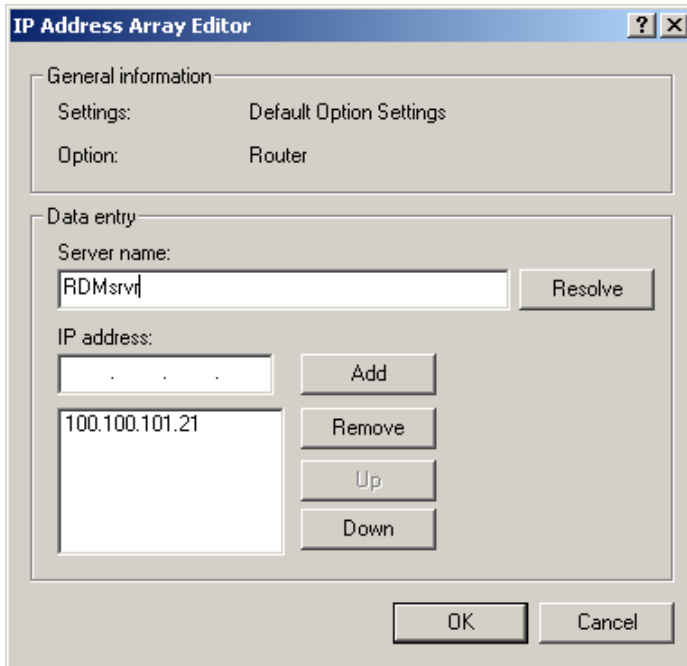 IP Address Array Editor
General information
Settings: Default Option Settings
Option: Router
Data entry
Server name:
RDMsrvr Resolve
IP address:
. . . Add
100.100.101.21 Remove
Up
Down
OK Cancel